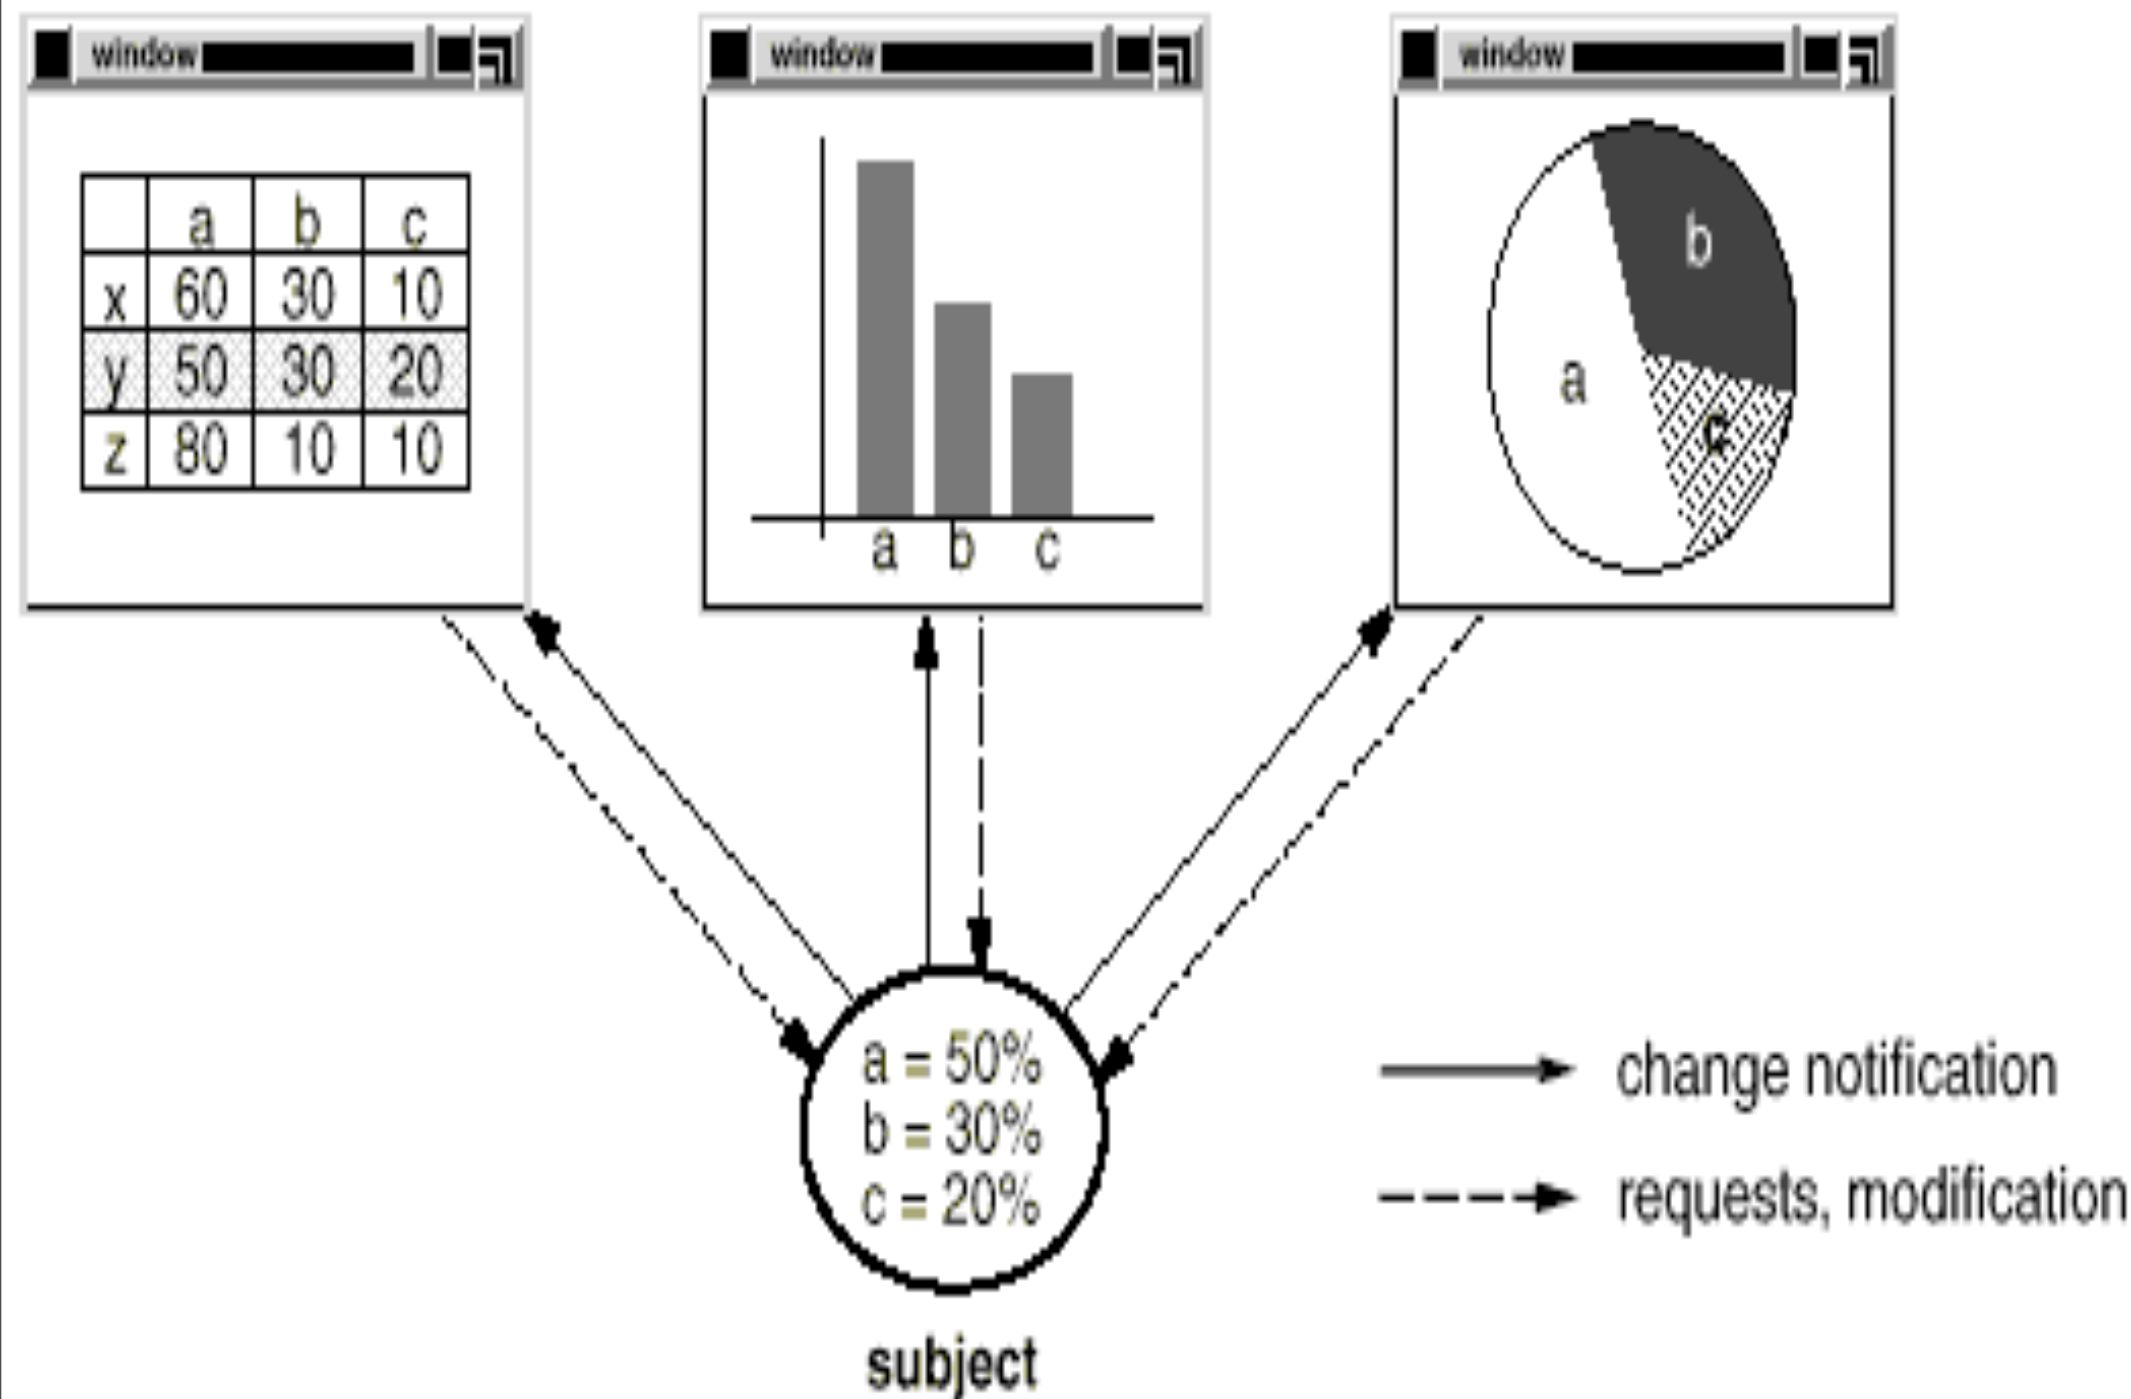 window
a b c
x 60 30 10
y 50 30 20
z 80 10 10
window
a b c
window
b
a
c
a = 50%
b = 30%
c = 20%
subject
change notification
requests, modification